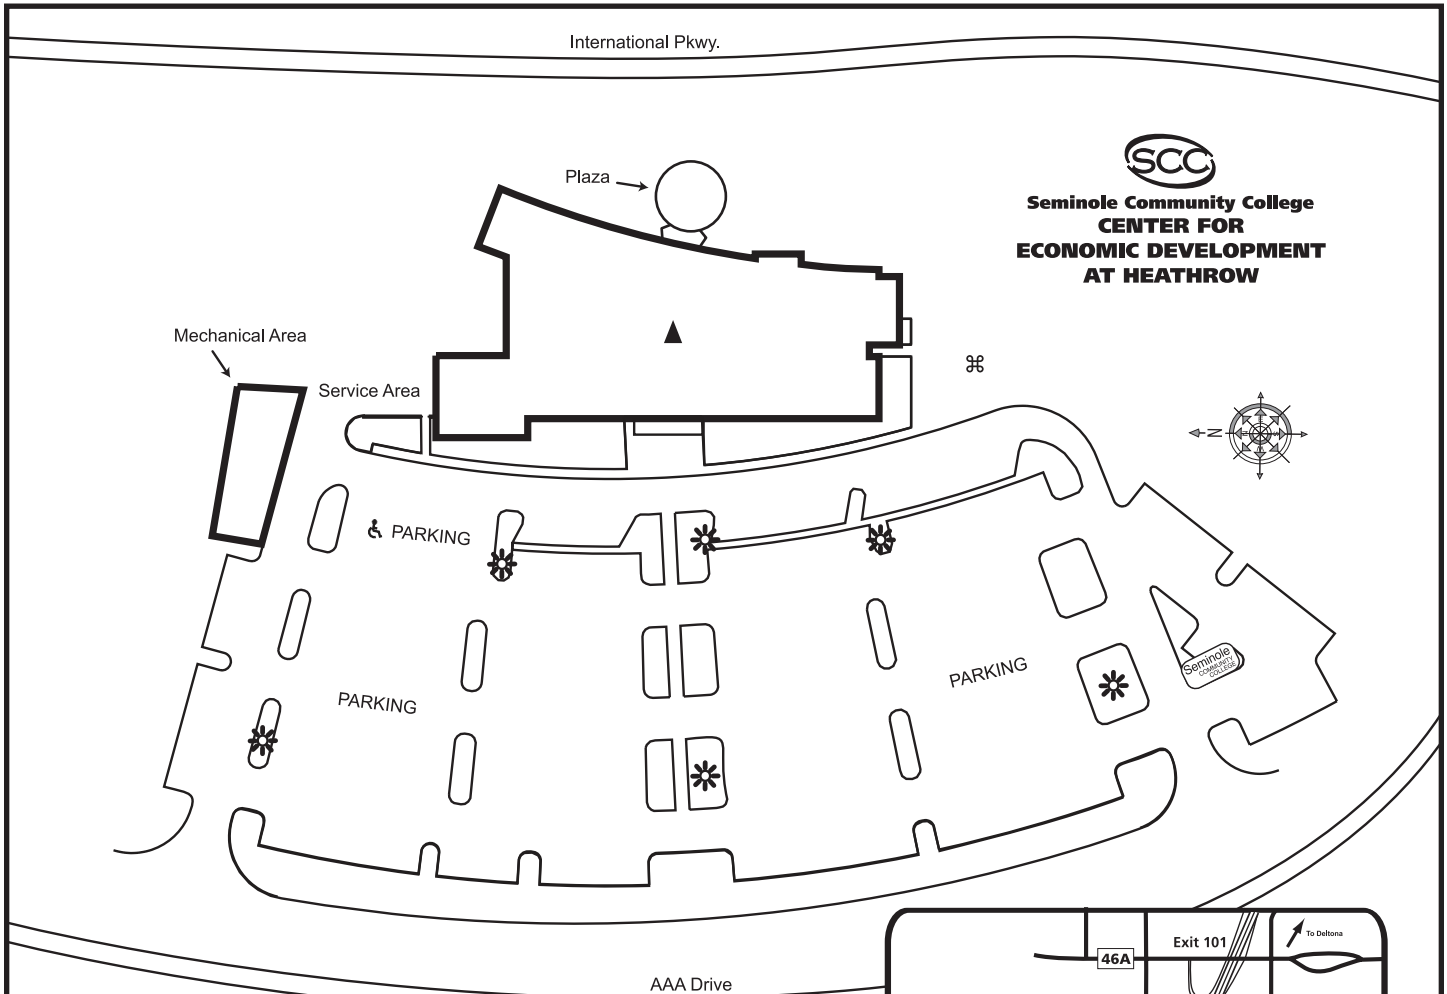 International Pkwy.
SCC
Seminole Community College
CENTER FOR
ECONOMIC DEVELOPMENT
AT HEATHROW
Plaza
Mechanical Area
Service Area
N
PARKING
PARKING
PARKING
Seminole
COMMUNITY
COLLEGE
Exit 101
To Deltona
46A
AAA Drive